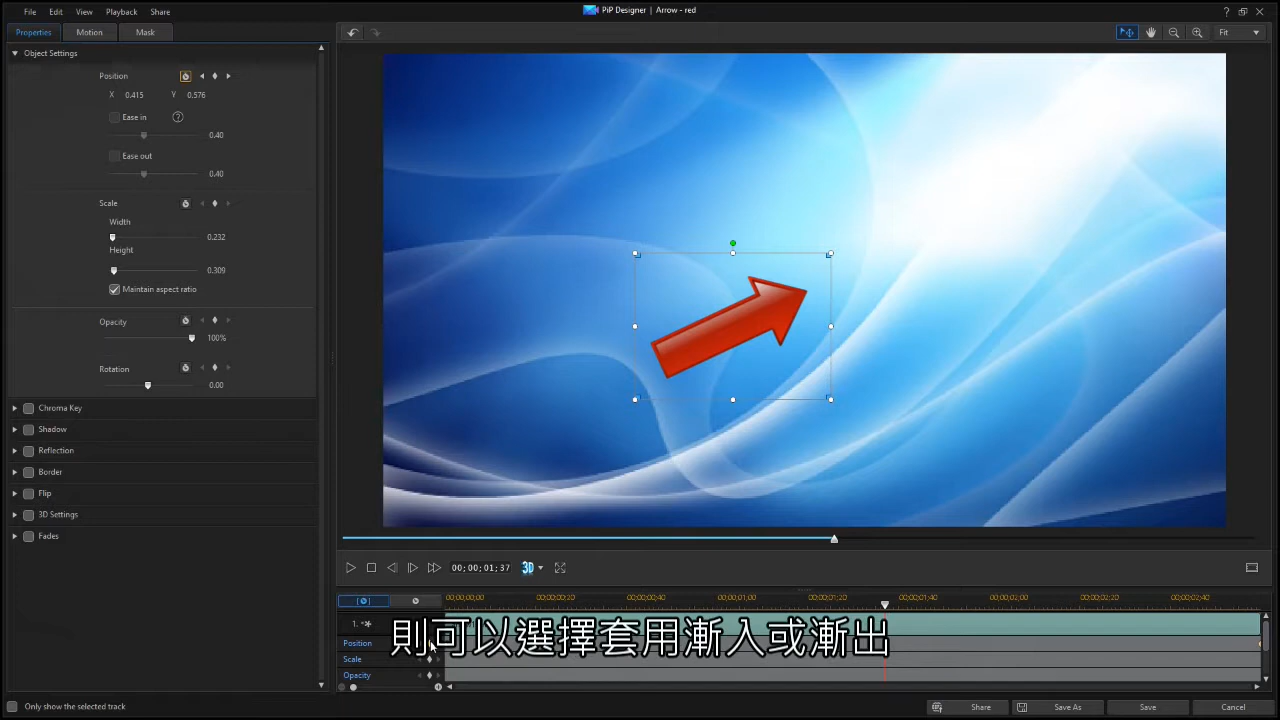 File Edit View Playback Share
PiP Designer | Arrow - red
?
Properties Motion Mask
Fit
Object Settings
Position
X 0.415 Y 0.576
Ease in ?
0.40
Ease out
0.40
Scale
Width
0.232
Height
0.309
Maintain aspect ratio
Opacity
100%
Rotation
0.00
Chroma Key
Shadow
Reflection
Border
Flip
3D Settings
Fades
00;00;01;37
3D
00;00;00;00 00;00;00;20 00;00;00;40 00;00;01;00 00;00;01;20 00;00;01;40 00;00;02;00 00;00;02;20 00;00;02;40
1. **
則可以選擇套用漸入或漸出
Position
Scale
Opacity
Only show the selected track
Share Save As Save Cancel